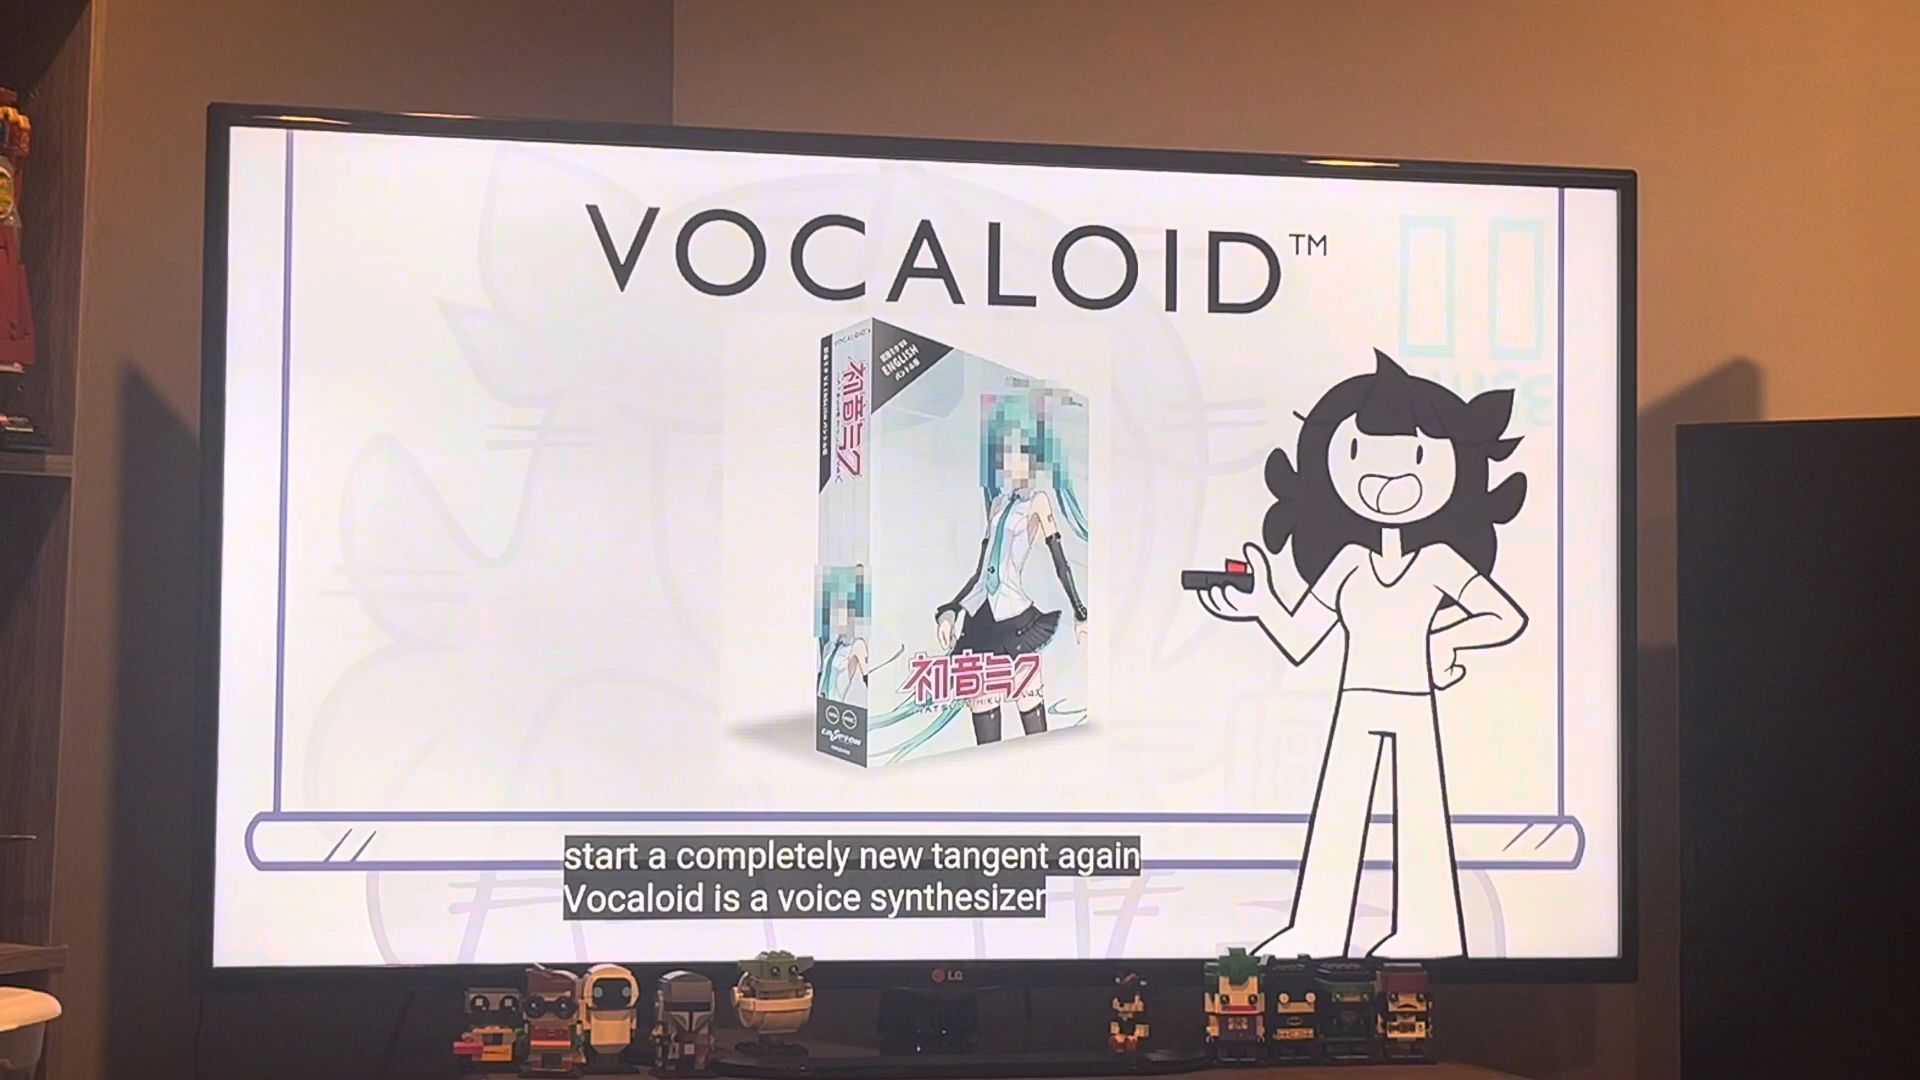 VOCALOID™
VOCALOID
初音ミク
ENGLISH
初音ミク
HATSUNE MIKU V4X
start a completely new tangent again
Vocaloid is a voice synthesizer
LG